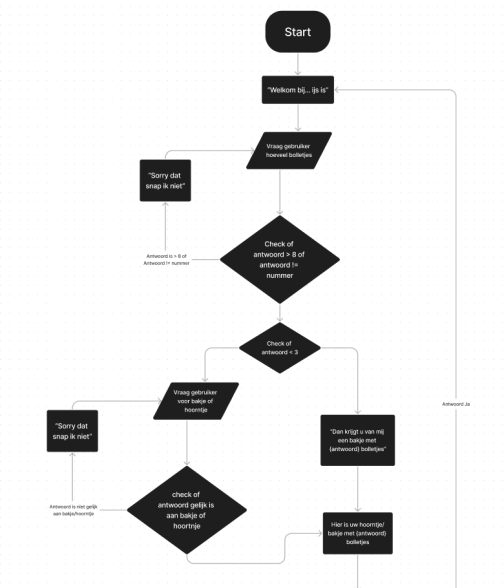 Start
"Welkom bij... ijs is"
Vraag gebruiker
hoeveel bolletjes
"Sorry dat
snap ik niet"
Antwoord is > 8 of
Antwoord != nummer
Check of
antwoord > 8 of
antwoord !=
nummer
Check of
antwoord < 3
Vraag gebruiker
voor bakje of
hoorntje
Antwoord Ja
"Sorry dat
snap ik niet"
"Dan krijgt u van mij
een bakje met
{antwoord} bolletjes"
check of
antwoord gelijk is
aan bakje of
hoortnje
Antwoord is niet gelijk
aan bakje/hoorntje
Hier is uw hoorntje/
bakje met {antwoord}
bolletjes